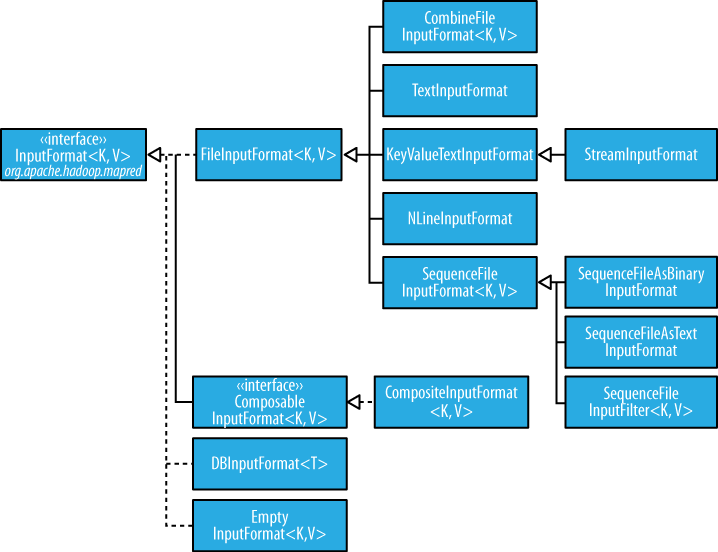 CombineFile
InputFormat<K, V>
TextInputFormat
‹‹interface››
InputFormat<K, V>
org.apache.hadoop.mapred
FileInputFormat<K, V>
KeyValueTextInputFormat
StreamInputFormat
NLineInputFormat
SequenceFile
InputFormat<K, V>
SequenceFileAsBinary
InputFormat
SequenceFileAsText
InputFormat
‹‹interface››
Composable
InputFormat<K, V>
CompositeInputFormat
<K, V>
SequenceFile
InputFilter<K, V>
DBInputFormat<T>
Empty
InputFormat<K,V>